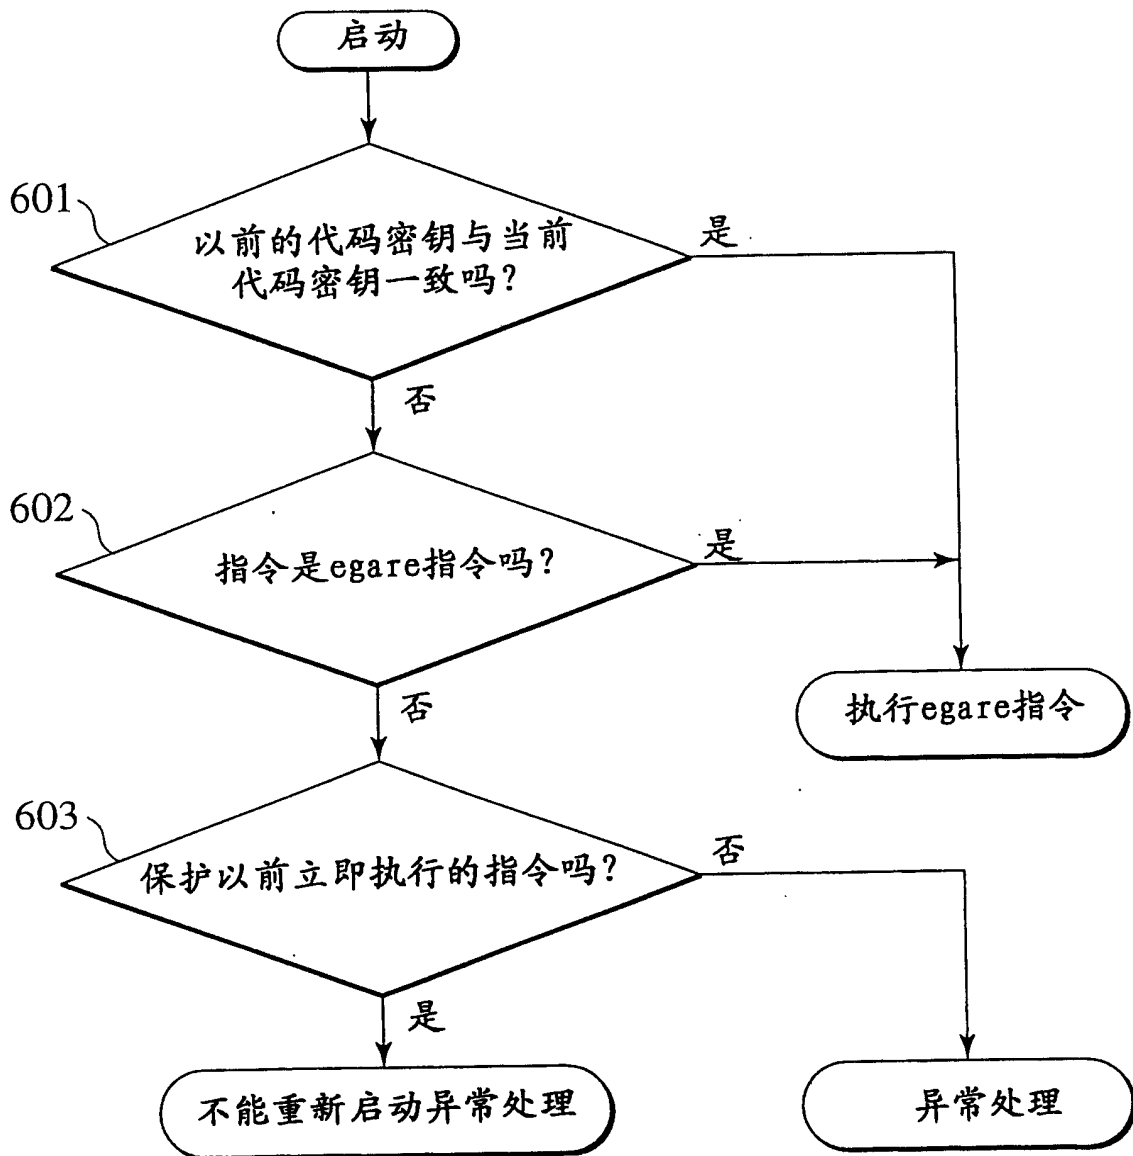 启动
601
以前的代码密钥与当前
代码密钥一致吗？
是
否
602
指令是egare指令吗？
是
否
执行egare指令
603
保护以前立即执行的指令吗？
否
是
不能重新启动异常处理
异常处理